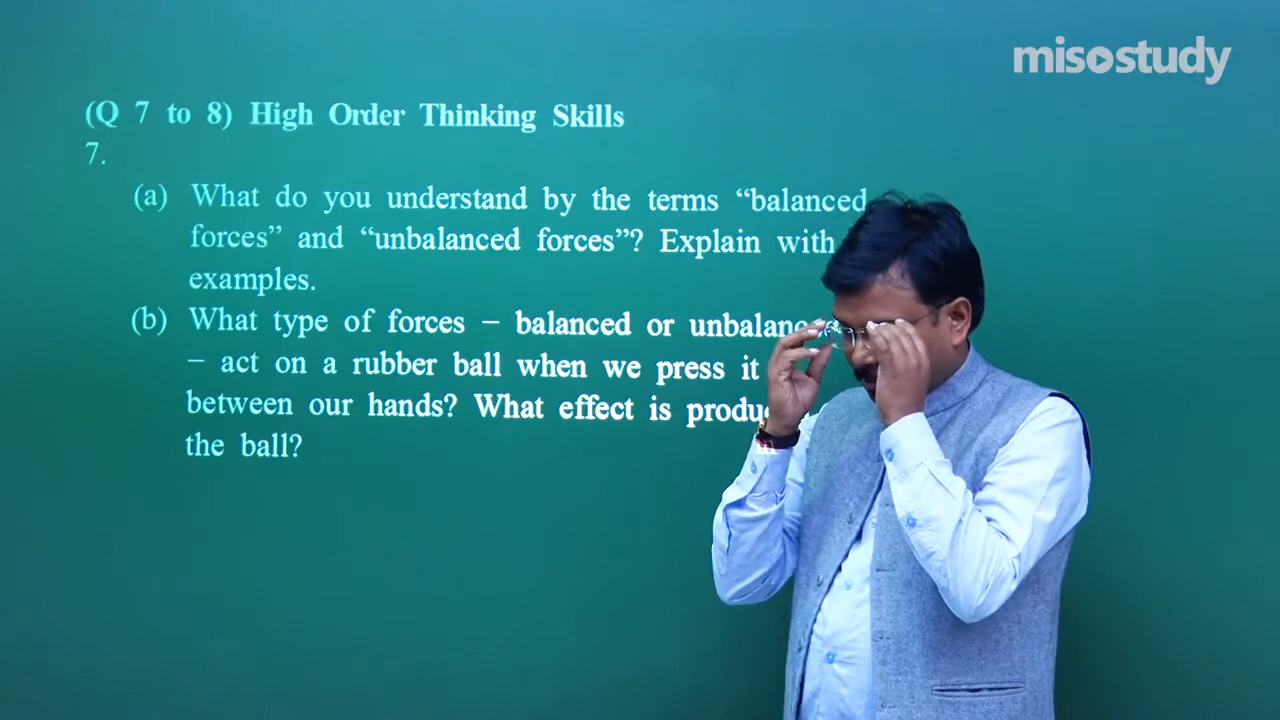 misostudy
(Q 7 to 8) High Order Thinking Skills
7.
(a) What do you understand by the terms “balanced
forces” and “unbalanced forces”? Explain with
examples.
(b) What type of forces – balanced or
– act on a rubber ball when we press it
between our hands? What effect is
the ball?